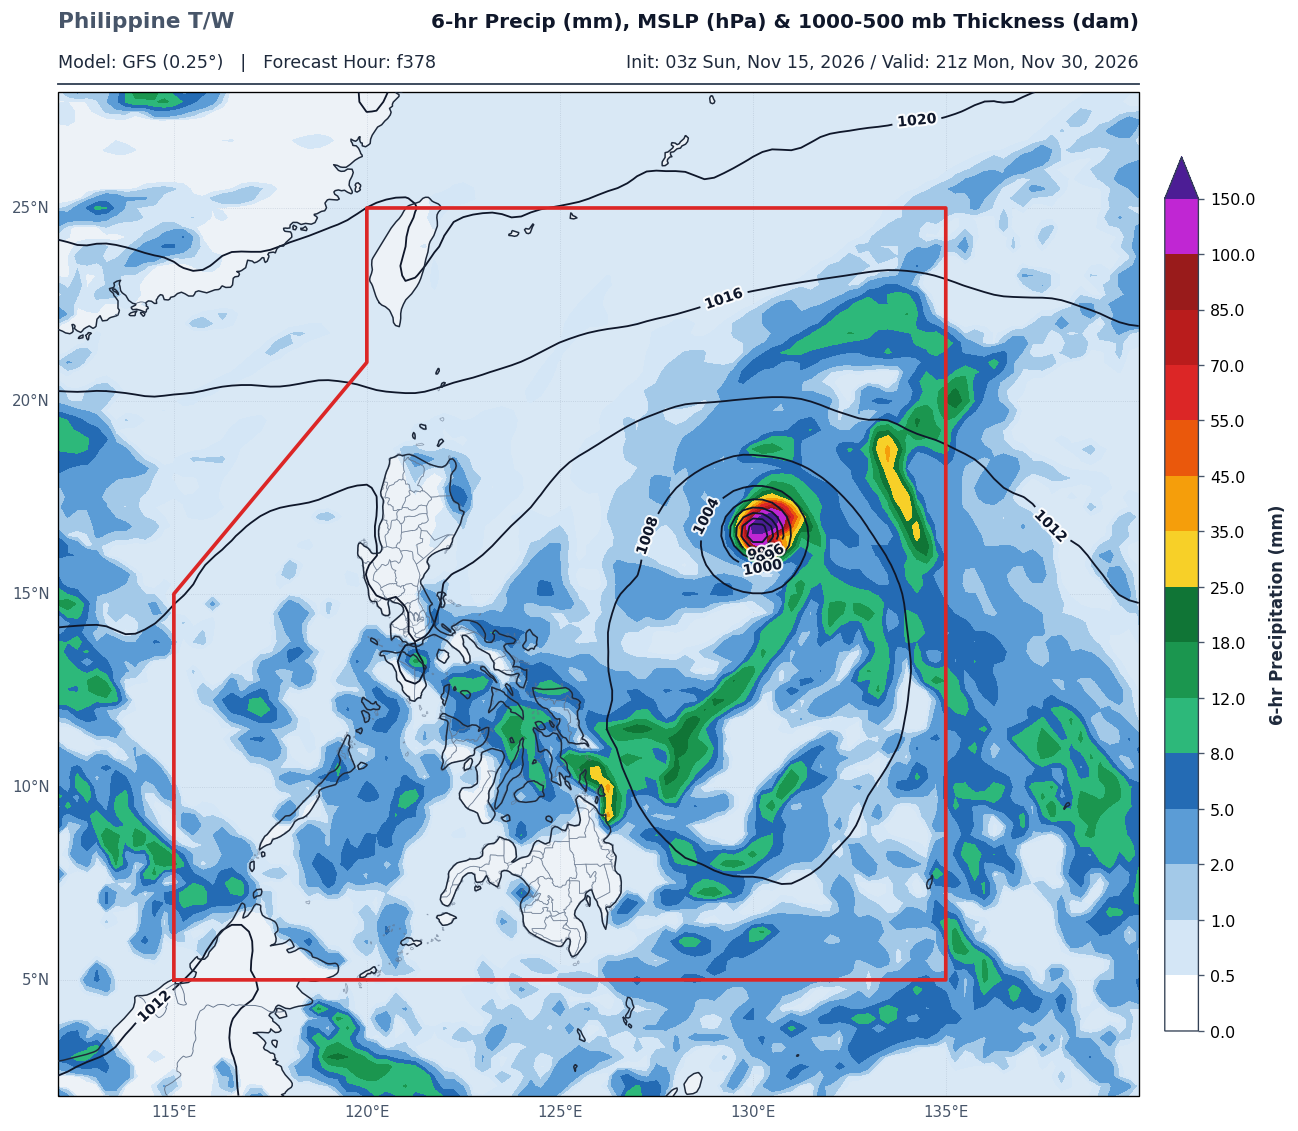 Philippine T/W
6-hr Precip (mm), MSLP (hPa) & 1000-500 mb Thickness (dam)
Model: GFS (0.25°) | Forecast Hour: f378
Init: 03z Sun, Nov 15, 2026 / Valid: 21z Mon, Nov 30, 2026
1020
1016
1012
1008
1004
996
1000
1012
25°N
20°N
15°N
10°N
5°N
115°E
120°E
125°E
130°E
135°E
150.0
100.0
85.0
70.0
55.0
45.0
35.0
25.0
18.0
12.0
8.0
5.0
2.0
1.0
0.5
0.0
6-hr Precipitation (mm)